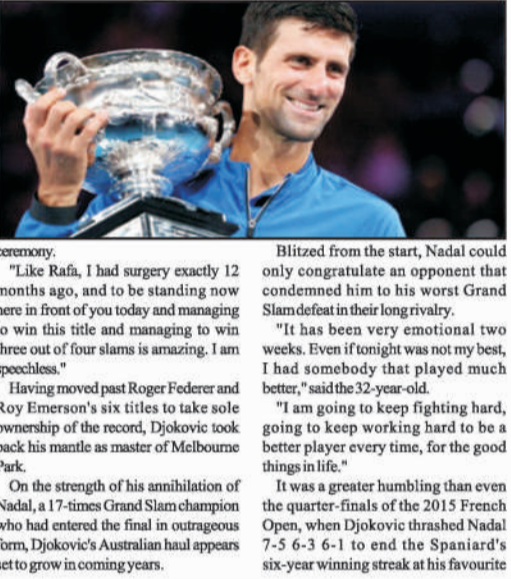 ceremony.
"Like Rafa, I had surgery exactly 12
months ago, and to be standing now
here in front of you today and managing
to win this title and managing to win
three out of four slams is amazing. I am
speechless."
Having moved past Roger Federer and
Roy Emerson's six titles to take sole
ownership of the record, Djokovic took
back his mantle as master of Melbourne
Park.
On the strength of his annihilation of
Nadal, a 17-times Grand Slam champion
who had entered the final in outrageous
form, Djokovic's Australian haul appears
set to grow in coming years.
Blitzed from the start, Nadal could
only congratulate an opponent that
condemned him to his worst Grand
Slam defeat in their long rivalry.
"It has been very emotional two
weeks. Even if tonight was not my best,
I had somebody that played much
better," said the 32-year-old.
"I am going to keep fighting hard,
going to keep working hard to be a
better player every time, for the good
things in life."
It was a greater humbling than even
the quarter-finals of the 2015 French
Open, when Djokovic thrashed Nadal
7-5 6-3 6-1 to end the Spaniard's
six-year winning streak at his favourite